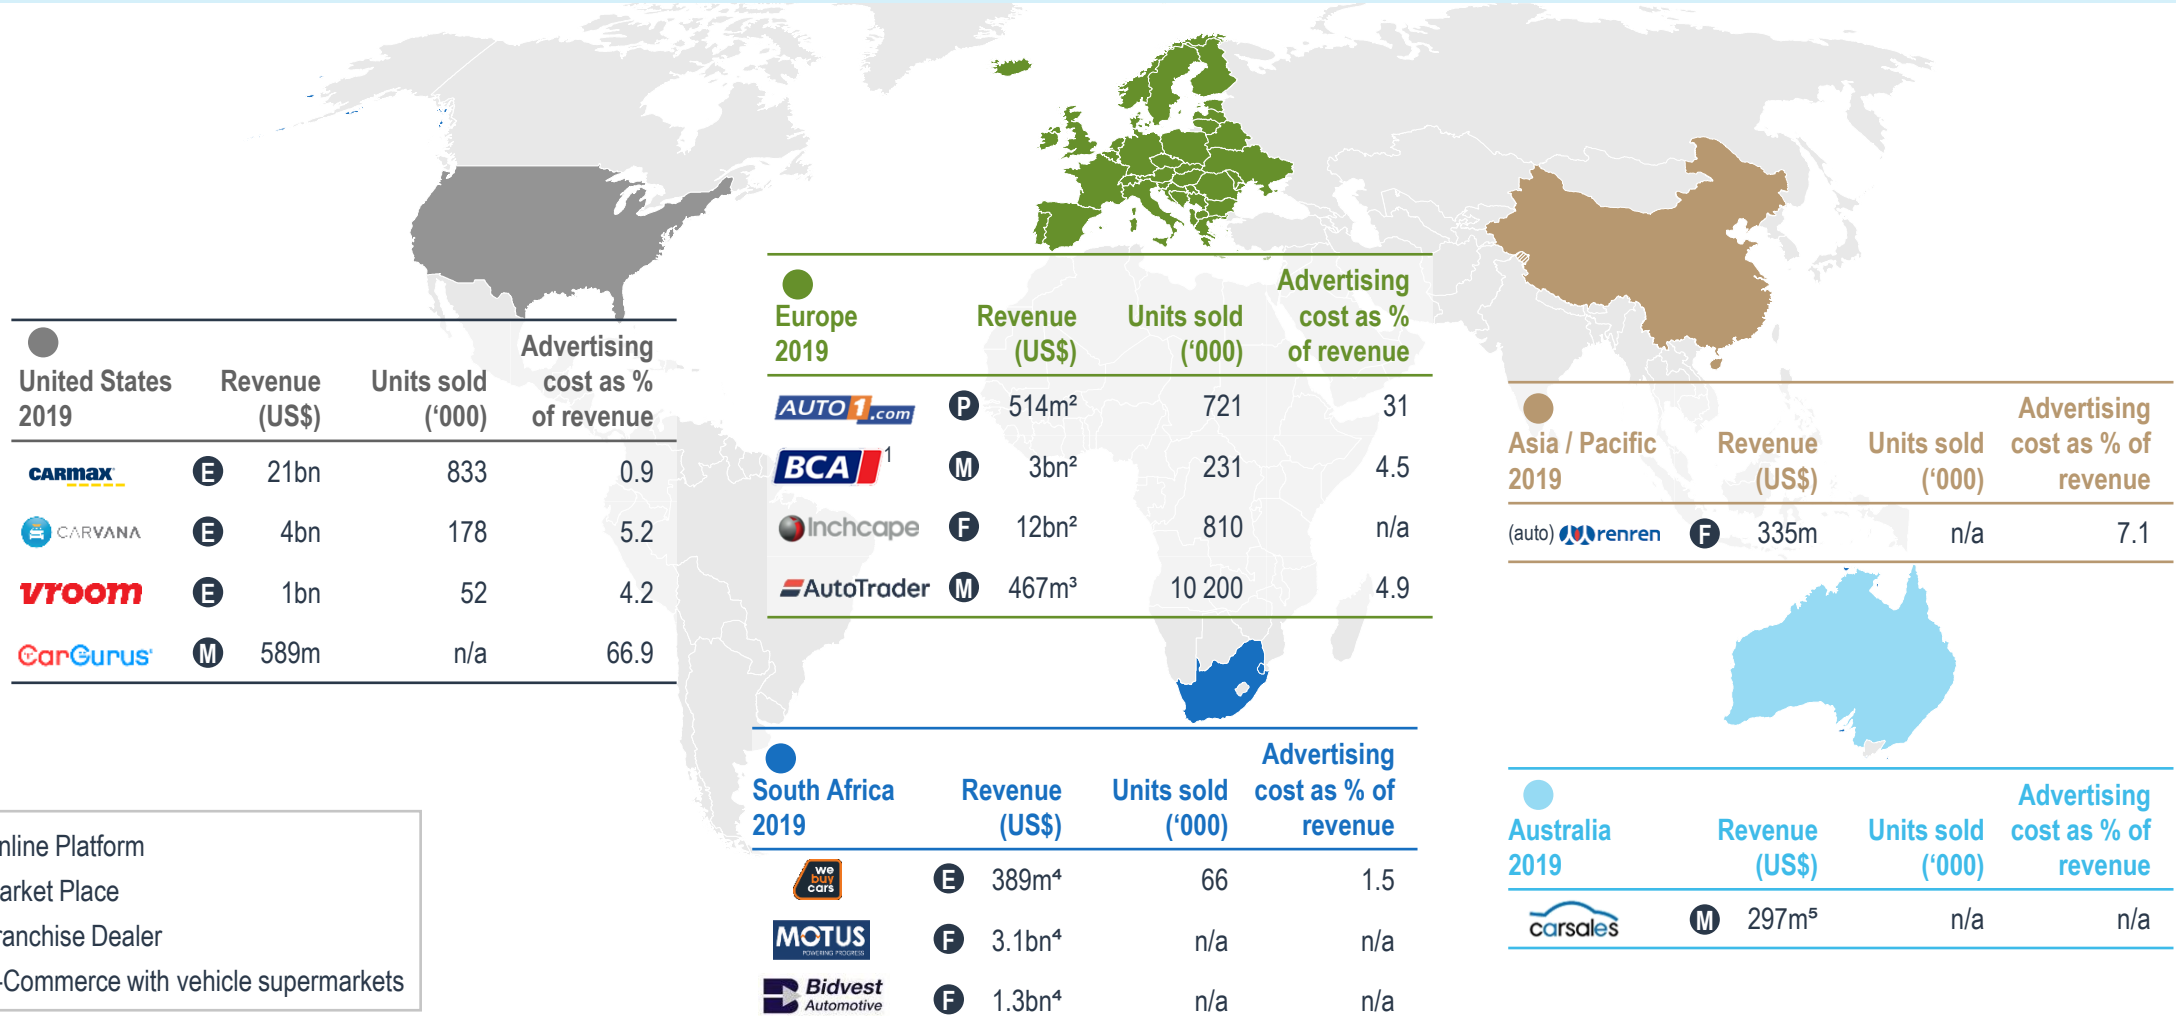 United States 2019
Revenue (US$)
Units sold (‘000)
Advertising cost as % of revenue
CARMAX E 21bn 833 0.9
CARVANA E 4bn 178 5.2
vroom E 1bn 52 4.2
CarGurus M 589m n/a 66.9
Europe 2019
Revenue (US$)
Units sold (‘000)
Advertising cost as % of revenue
AUTO1.com P 514m² 721 31
BCA¹ M 3bn² 231 4.5
Inchcape F 12bn² 810 n/a
AutoTrader M 467m³ 10 200 4.9
Asia / Pacific 2019
Revenue (US$)
Units sold (‘000)
Advertising cost as % of revenue
(auto) renren F 335m n/a 7.1
South Africa 2019
Revenue (US$)
Units sold (‘000)
Advertising cost as % of revenue
we buy cars E 389m⁴ 66 1.5
MOTUS POWERING PROGRESS F 3.1bn⁴ n/a n/a
Bidvest Automotive F 1.3bn⁴ n/a n/a
Australia 2019
Revenue (US$)
Units sold (‘000)
Advertising cost as % of revenue
carsales M 297m⁵ n/a n/a
nline Platform
arket Place
ranchise Dealer
-Commerce with vehicle supermarkets